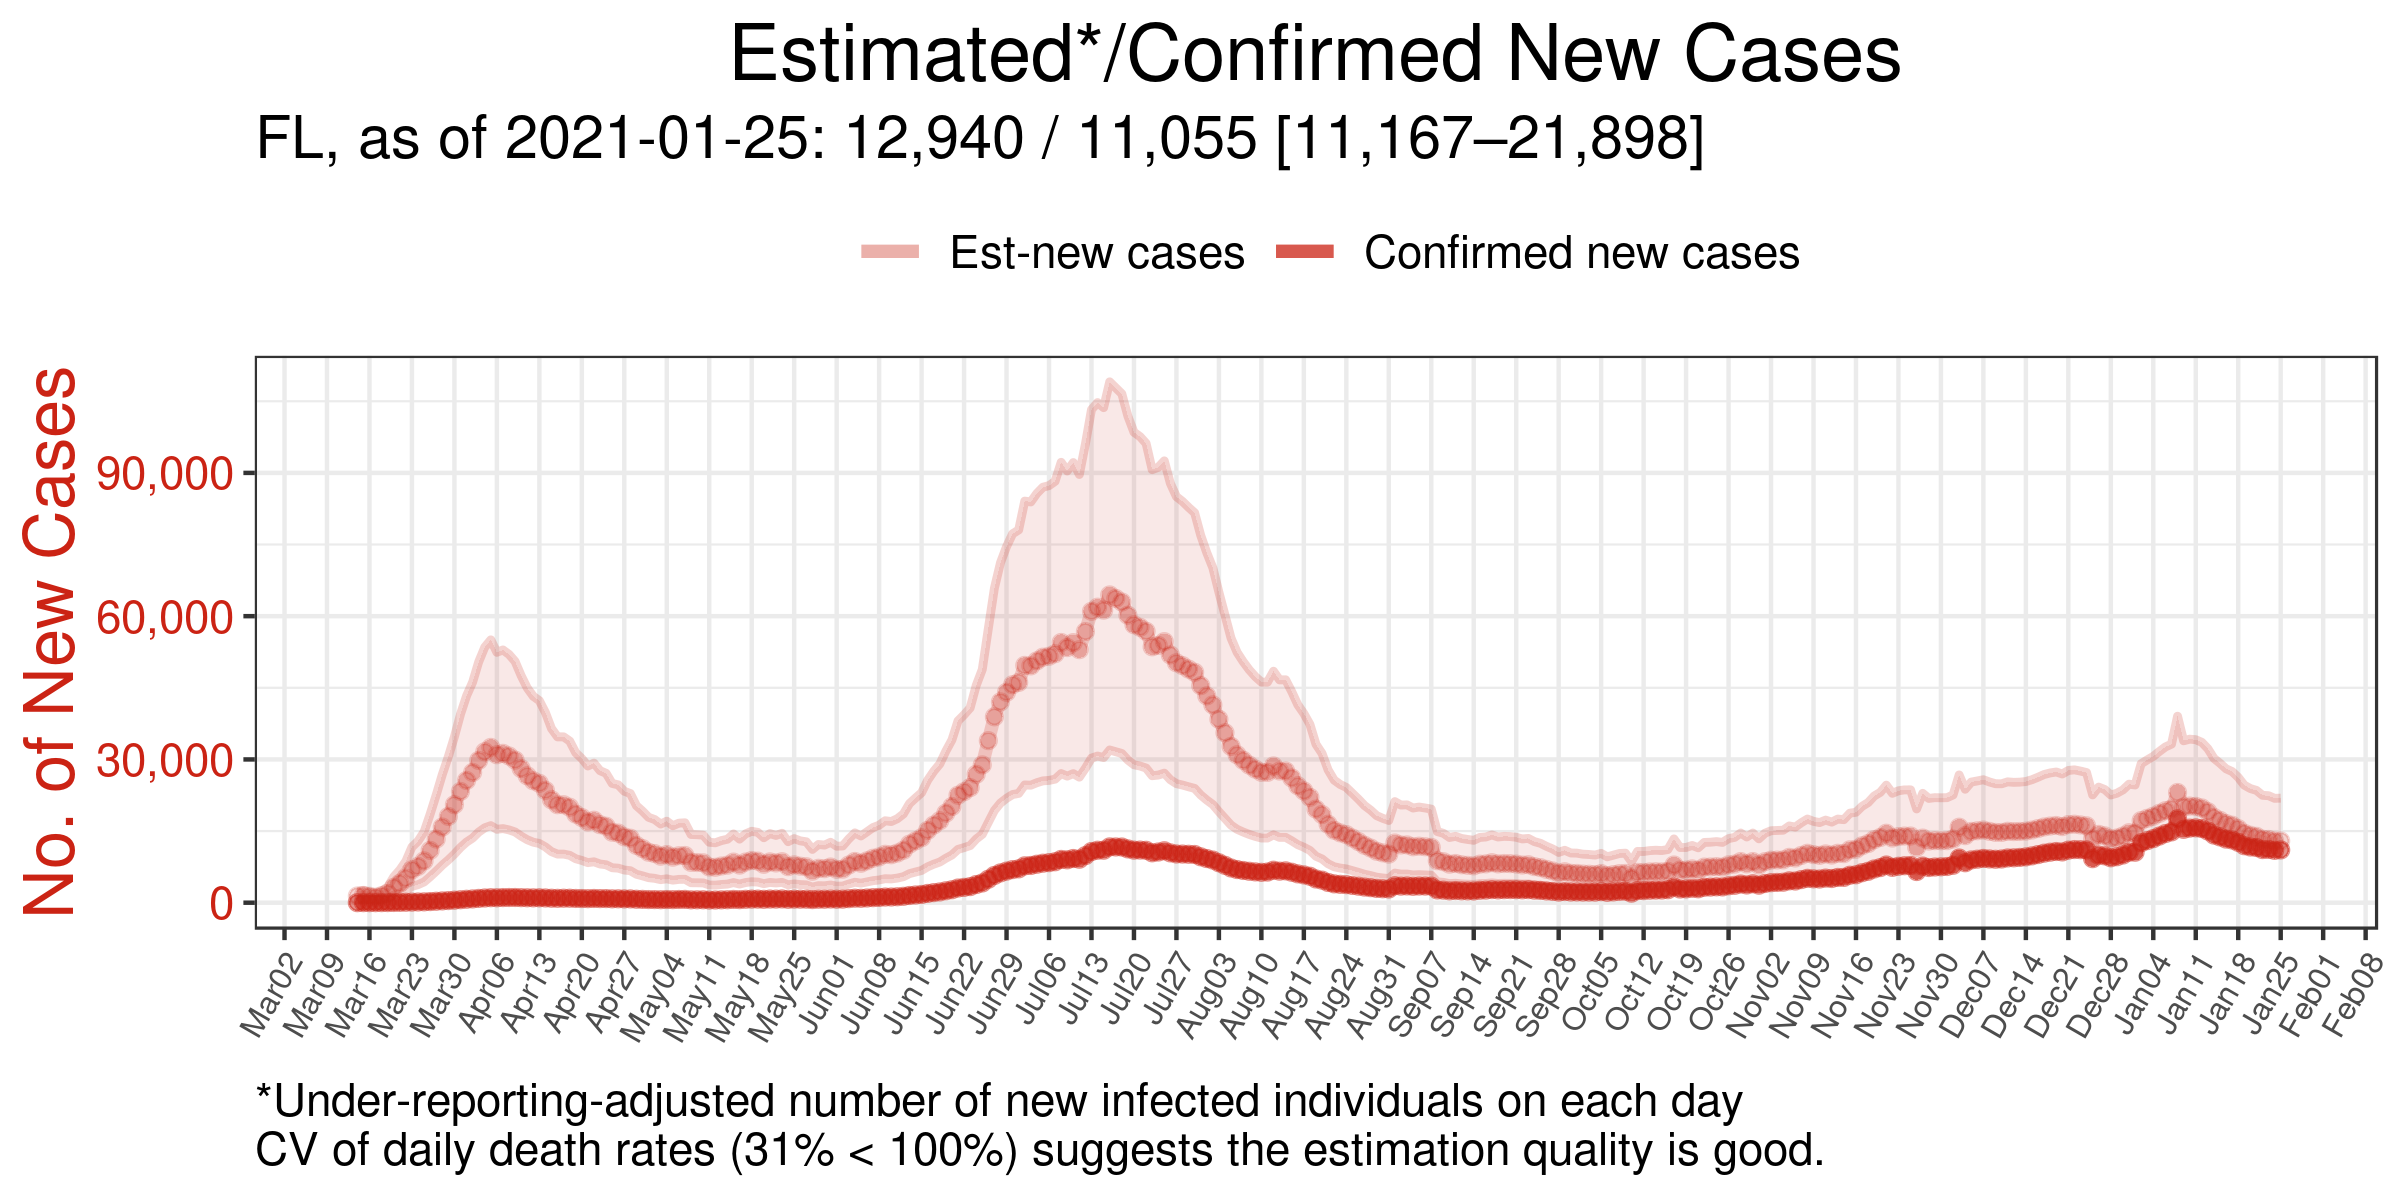 Estimated*/Confirmed New Cases
FL, as of 2021-01-25: 12,940 / 11,055 [11,167–21,898]
Est-new cases Confirmed new cases
No. of New Cases
90,000
60,000
30,000
0
Mar02 Mar09 Mar16 Mar23 Mar30 Apr06 Apr13 Apr20 Apr27 May04 May11 May18 May25 Jun01 Jun08 Jun15 Jun22 Jun29 Jul06 Jul13 Jul20 Jul27 Aug03 Aug10 Aug17 Aug24 Aug31 Sep07 Sep14 Sep21 Sep28 Oct05 Oct12 Oct19 Oct26 Nov02 Nov09 Nov16 Nov23 Nov30 Dec07 Dec14 Dec21 Dec28 Jan04 Jan11 Jan18 Jan25 Feb01 Feb08
*Under-reporting-adjusted number of new infected individuals on each day
CV of daily death rates (31% < 100%) suggests the estimation quality is good.